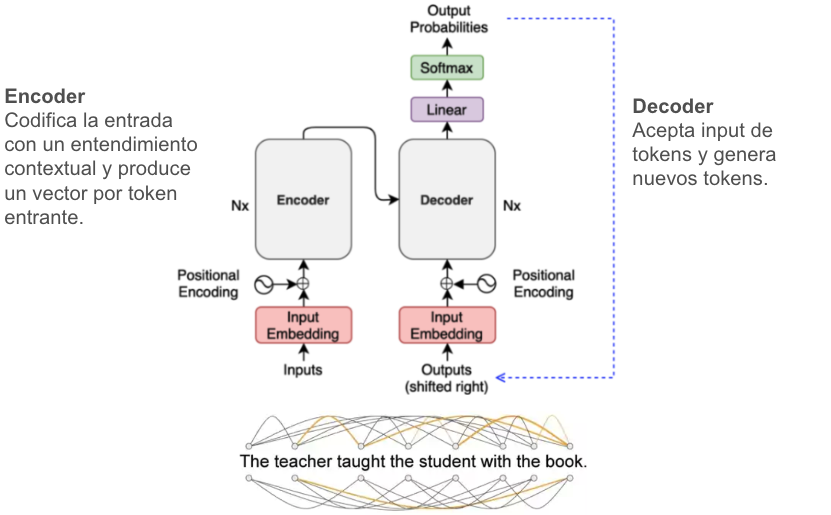 Output
Probabilities
Softmax
Linear
Encoder
Codifica la entrada
con un entendimiento
contextual y produce
un vector por token
entrante.
Decoder
Acepta input de
tokens y genera
nuevos tokens.
Nx
Encoder
Decoder
Nx
Positional
Encoding
Positional
Encoding
Input
Embedding
Input
Embedding
Inputs
Outputs
(shifted right)
The teacher taught the student with the book.